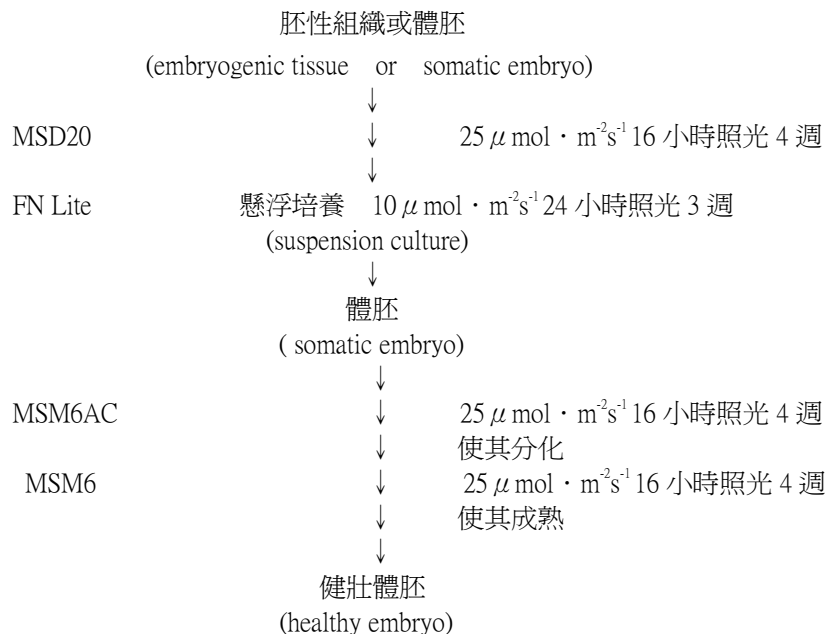 胚性組織或體胚
(embryogenic tissue or somatic embryo)
↓
MSD20 ↓ 25 μ mol · m⁻²s⁻¹ 16 小時照光 4 週
↓
FN Lite 懸浮培養 10 μ mol · m⁻²s⁻¹ 24 小時照光 3 週
(suspension culture)
↓
體胚
( somatic embryo)
↓
MSM6AC ↓ 25 μ mol · m⁻²s⁻¹ 16 小時照光 4 週
↓ 使其分化
MSM6 ↓ 25 μ mol · m⁻²s⁻¹ 16 小時照光 4 週
↓ 使其成熟
↓
健壯體胚
(healthy embryo)